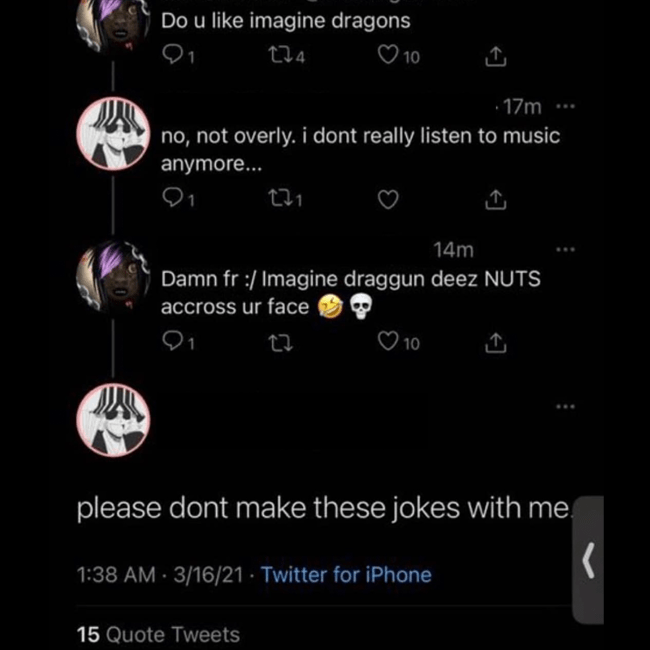 Do u like imagine dragons
1 4 10
· 17m
no, not overly. i dont really listen to music
anymore...
1 1
14m
Damn fr :/ Imagine draggun deez NUTS
accross ur face 🤣💀
1 10
please dont make these jokes with me.
1:38 AM · 3/16/21 · Twitter for iPhone
15 Quote Tweets